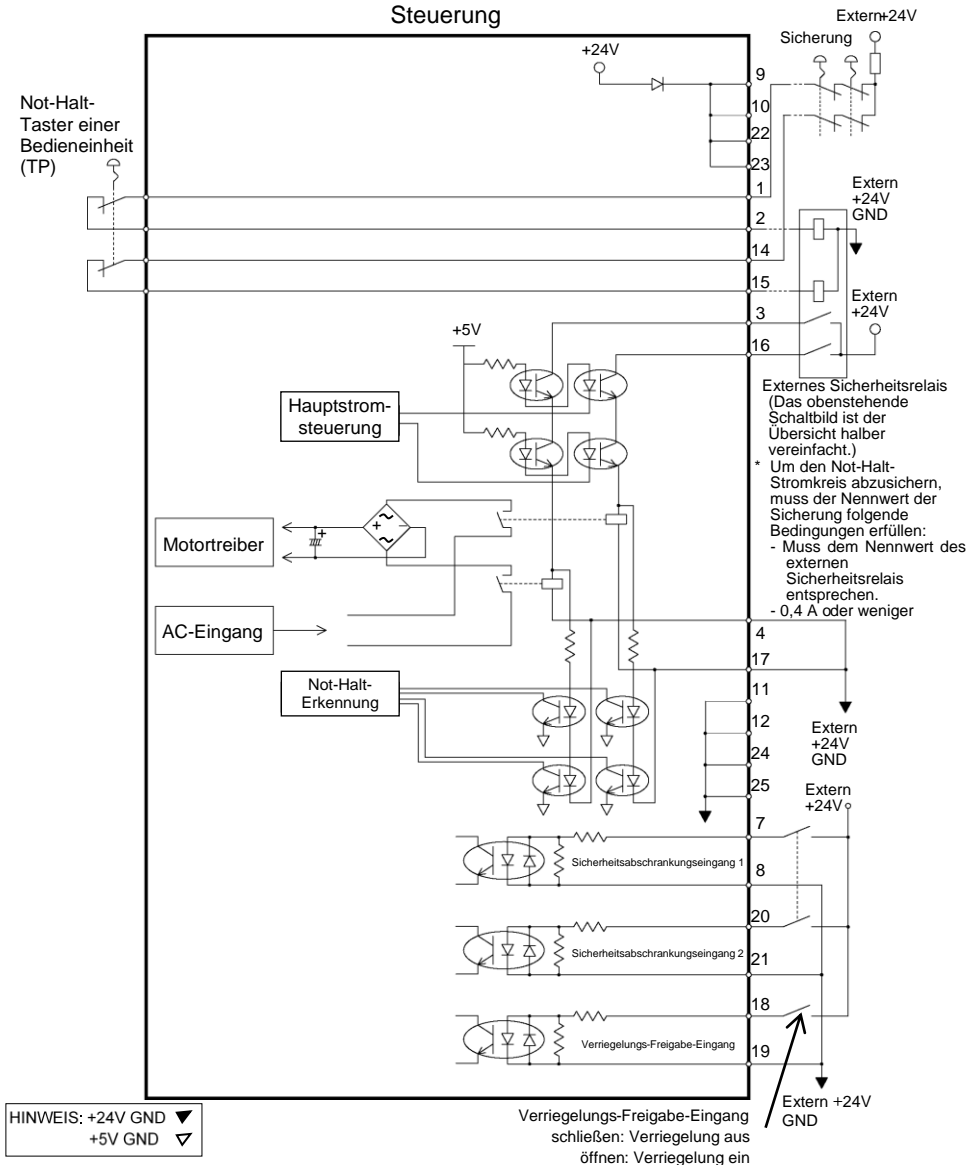 Steuerung
Extern+24V
Sicherung
+24V
9
10
22
23
Not-Halt-
Taster einer
Bedieneinheit
(TP)
1
2
14
15
3
16
Extern
+24V
GND
Extern
+24V
+5V
Hauptstrom-
steuerung
Externes Sicherheitsrelais
(Das obenstehende
Schaltbild ist der
Übersicht halber
vereinfacht.)
* Um den Not-Halt-
Stromkreis abzusichern,
muss der Nennwert der
Sicherung folgende
Bedingungen erfüllen:
- Muss dem Nennwert des
externen
Sicherheitsrelais
entsprechen.
- 0,4 A oder weniger
Motortreiber
AC-Eingang
4
17
Not-Halt-
Erkennung
11
12
24
25
Extern
+24V
GND
Extern
+24V
7
Sicherheitsabschrankungseingang 1
8
20
Sicherheitsabschrankungseingang 2
21
18
Verriegelungs-Freigabe-Eingang
19
Extern +24V
GND
HINWEIS: +24V GND
+5V GND
Verriegelungs-Freigabe-Eingang
schließen: Verriegelung aus
öffnen: Verriegelung ein